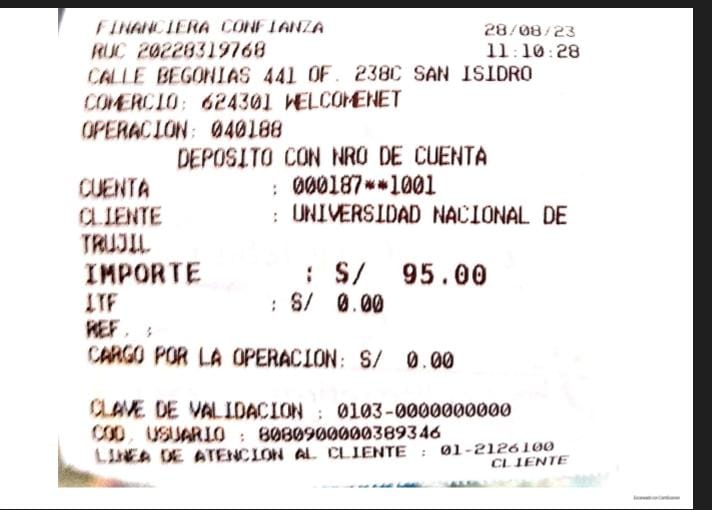 FINANCIERA CONFIANZA 28/08/23
RUC 20228319768 11:10:28
CALLE BEGONIAS 441 OF. 238C SAN ISIDRO
COMERCIO: 624301 WELCOMENET
OPERACION: 040188
DEPOSITO CON NRO DE CUENTA
CUENTA : 000187**1001
CLIENTE : UNIVERSIDAD NACIONAL DE
TRUJIL
IMPORTE : S/ 95.00
ITF : S/ 0.00
REF. :
CARGO POR LA OPERACION: S/ 0.00
CLAVE DE VALIDACION : 0103-0000000000
COD. USUARIO : 8080900000389346
LINEA DE ATENCION AL CLIENTE : 01-2126100
CLIENTE
Escaneado con CamScanner